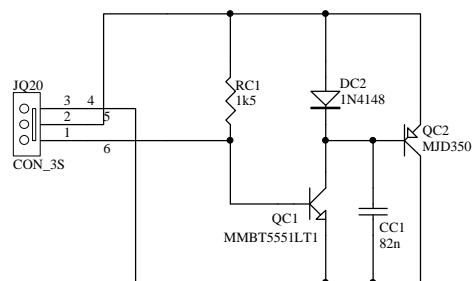 JQ20
3 4
2 5
1
6
CON_3S
RC1
1k5
DC2
1N4148
QC2
MJD350
QC1
MMBT5551LT1
CC1
82n